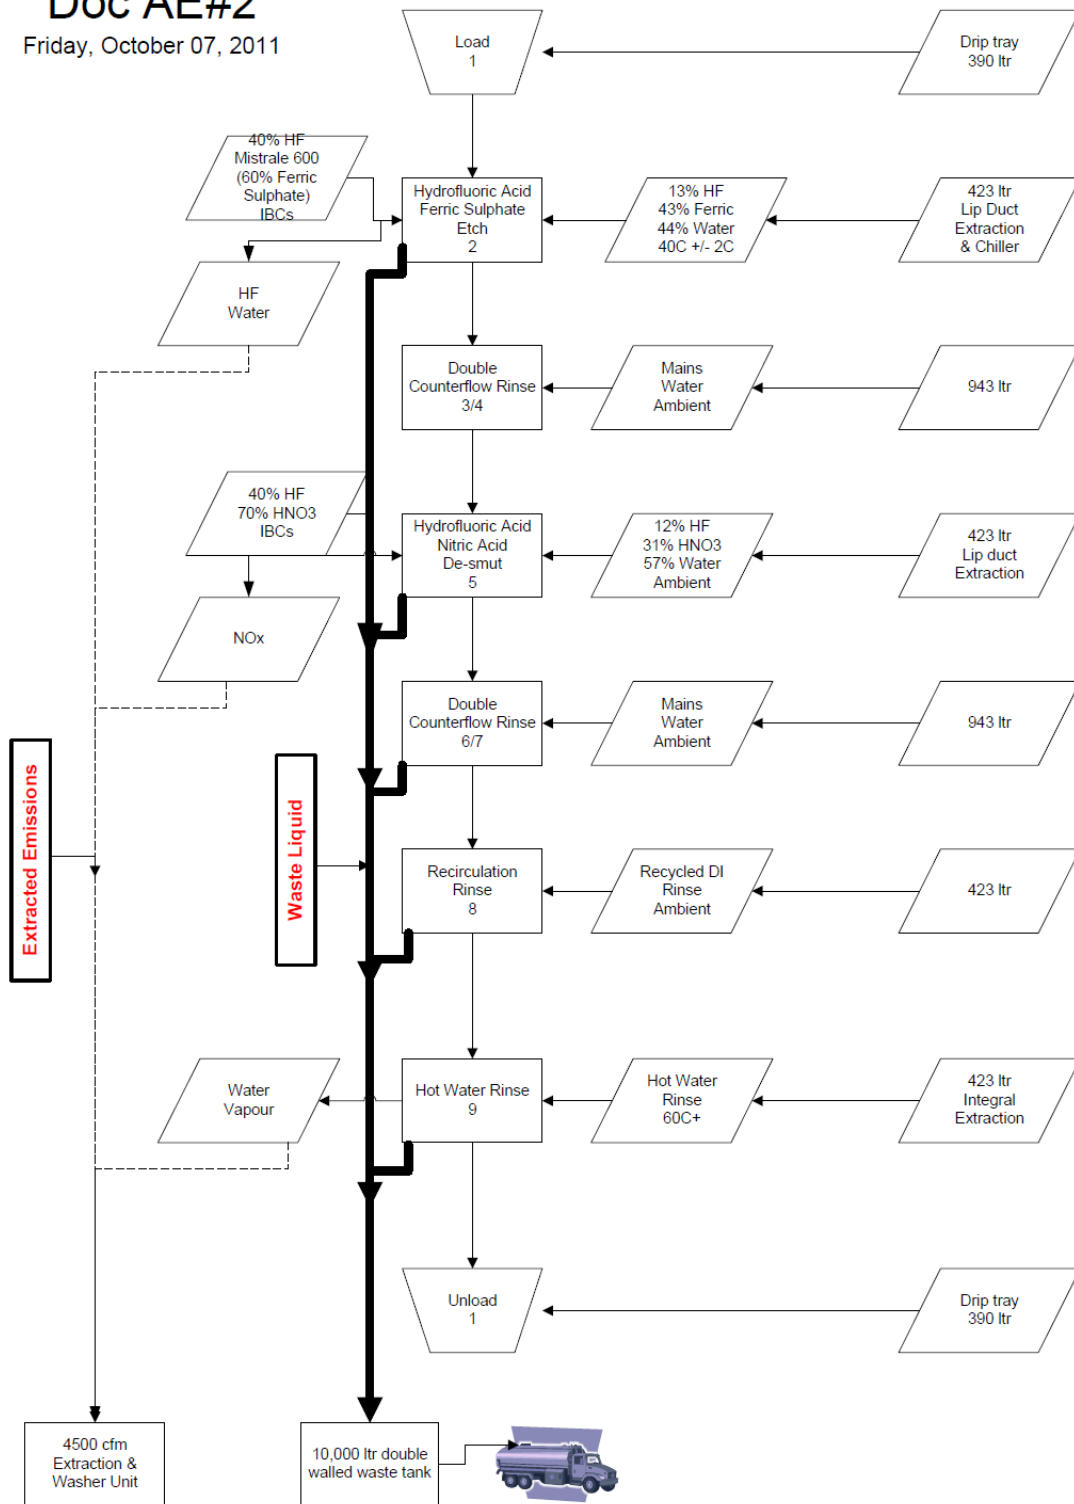 Doc AE#2
Friday, October 07, 2011
Load
1
Drip tray
390 ltr
40% HF
Mistrale 600
(60% Ferric
Sulphate)
IBCs
Hydrofluoric Acid
Ferric Sulphate
Etch
2
13% HF
43% Ferric
44% Water
40C +/- 2C
423 ltr
Lip Duct
Extraction
& Chiller
HF
Water
Double
Counterflow Rinse
3/4
Mains
Water
Ambient
943 ltr
40% HF
70% HNO3
IBCs
Hydrofluoric Acid
Nitric Acid
De-smut
5
12% HF
31% HNO3
57% Water
Ambient
423 ltr
Lip duct
Extraction
NOx
Double
Counterflow Rinse
6/7
Mains
Water
Ambient
943 ltr
Extracted Emissions
Waste Liquid
Recirculation
Rinse
8
Recycled DI
Rinse
Ambient
423 ltr
Water
Vapour
Hot Water Rinse
9
Hot Water
Rinse
60C+
423 ltr
Integral
Extraction
Unload
1
Drip tray
390 ltr
4500 cfm
Extraction &
Washer Unit
10,000 ltr double
walled waste tank